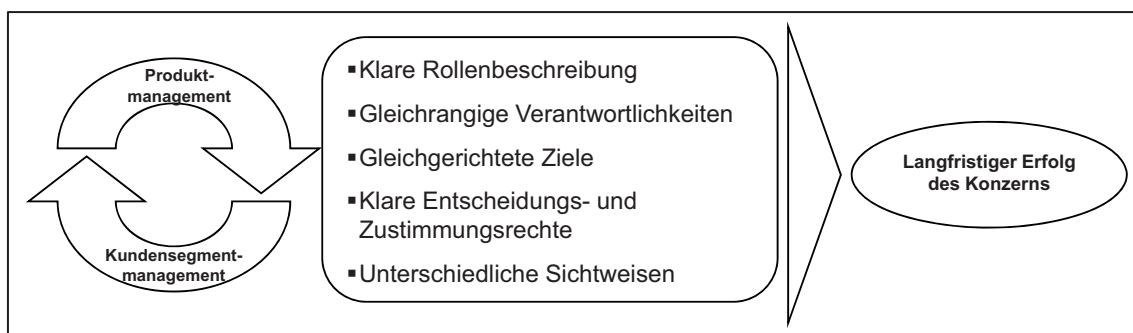 Produkt-
management
Kundensegment-
management
▪Klare Rollenbeschreibung
▪Gleichrangige Verantwortlichkeiten
▪Gleichgerichtete Ziele
▪Klare Entscheidungs- und
Zustimmungsrechte
▪Unterschiedliche Sichtweisen
Langfristiger Erfolg
des Konzerns